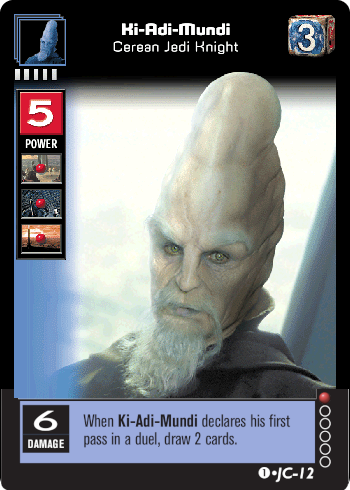 Ki-Adi-Mundi
Cerean Jedi Knight
3
5
POWER
6
DAMAGE
When Ki-Adi-Mundi declares his first
pass in a duel, draw 2 cards.
1•JC-12